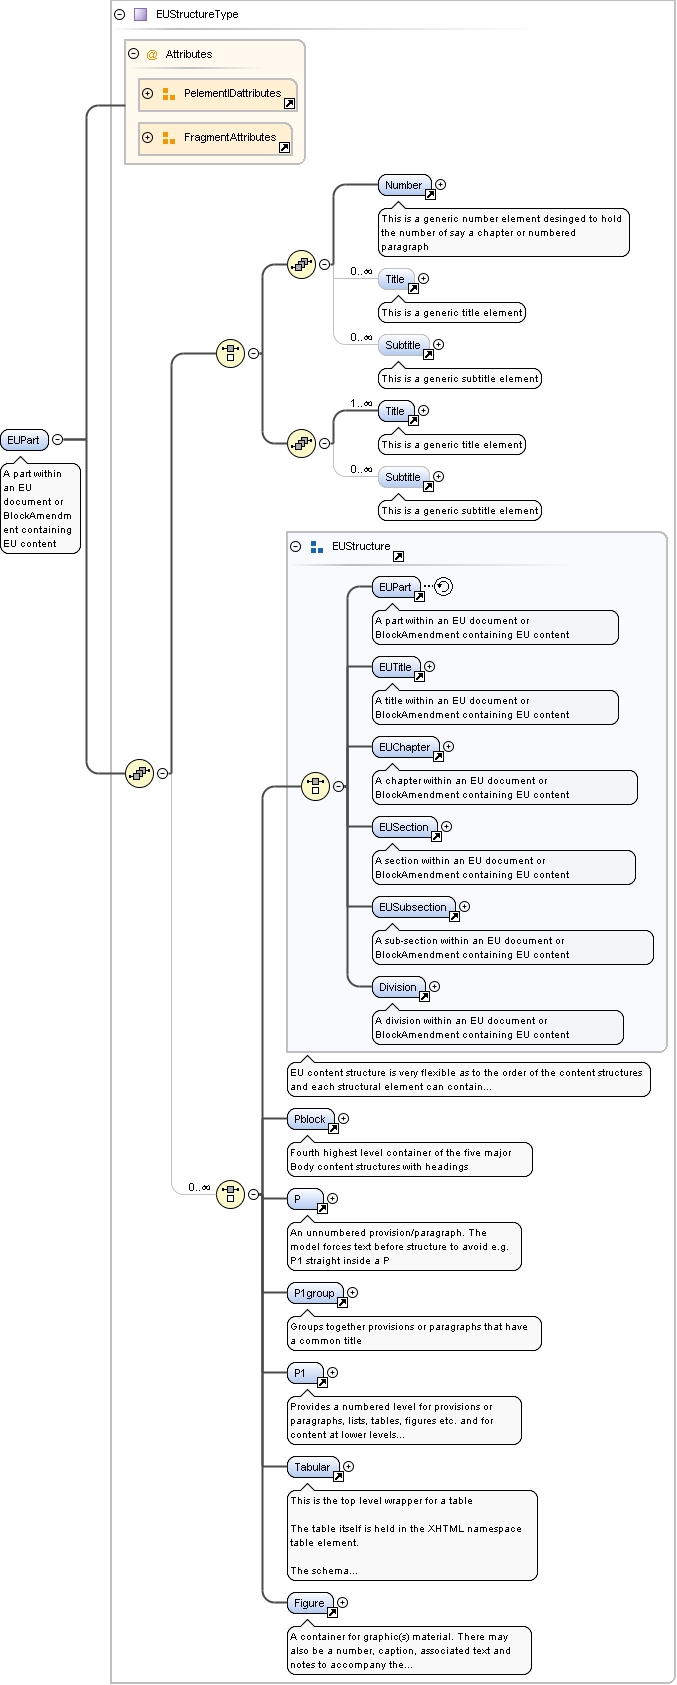 EUStructureType
@ Attributes
PelementIDattributes
FragmentAttributes
Number
This is a generic number element desinged to hold
the number of say a chapter or numbered
paragraph
0..∞
Title
This is a generic title element
0..∞
Subtitle
This is a generic subtitle element
1..∞
Title
This is a generic title element
0..∞
Subtitle
This is a generic subtitle element
EUPart
A part within
an EU
document or
BlockAmendm
ent containing
EU content
EUStructure
EUPart
A part within an EU document or
BlockAmendment containing EU content
EUTitle
A title within an EU document or
BlockAmendment containing EU content
EUChapter
A chapter within an EU document or
BlockAmendment containing EU content
EUSection
A section within an EU document or
BlockAmendment containing EU content
EUSubsection
A sub-section within an EU document or
BlockAmendment containing EU content
Division
A division within an EU document or
BlockAmendment containing EU content
EU content structure is very flexible as to the order of the content structures
and each structural element can contain...
Pblock
Fourth highest level container of the five major
Body content structures with headings
0..∞
P
An unnumbered provision/paragraph. The
model forces text before structure to avoid e.g.
P1 straight inside a P
P1group
Groups together provisions or paragraphs that have
a common title
P1
Provides a numbered level for provisions or
paragraphs, lists, tables, figures etc. and for
content at lower levels...
Tabular
This is the top level wrapper for a table
The table itself is held in the XHTML namespace
table element.
The schema...
Figure
A container for graphic(s) material. There may
also be a number, caption, associated text and
notes to accompany the...